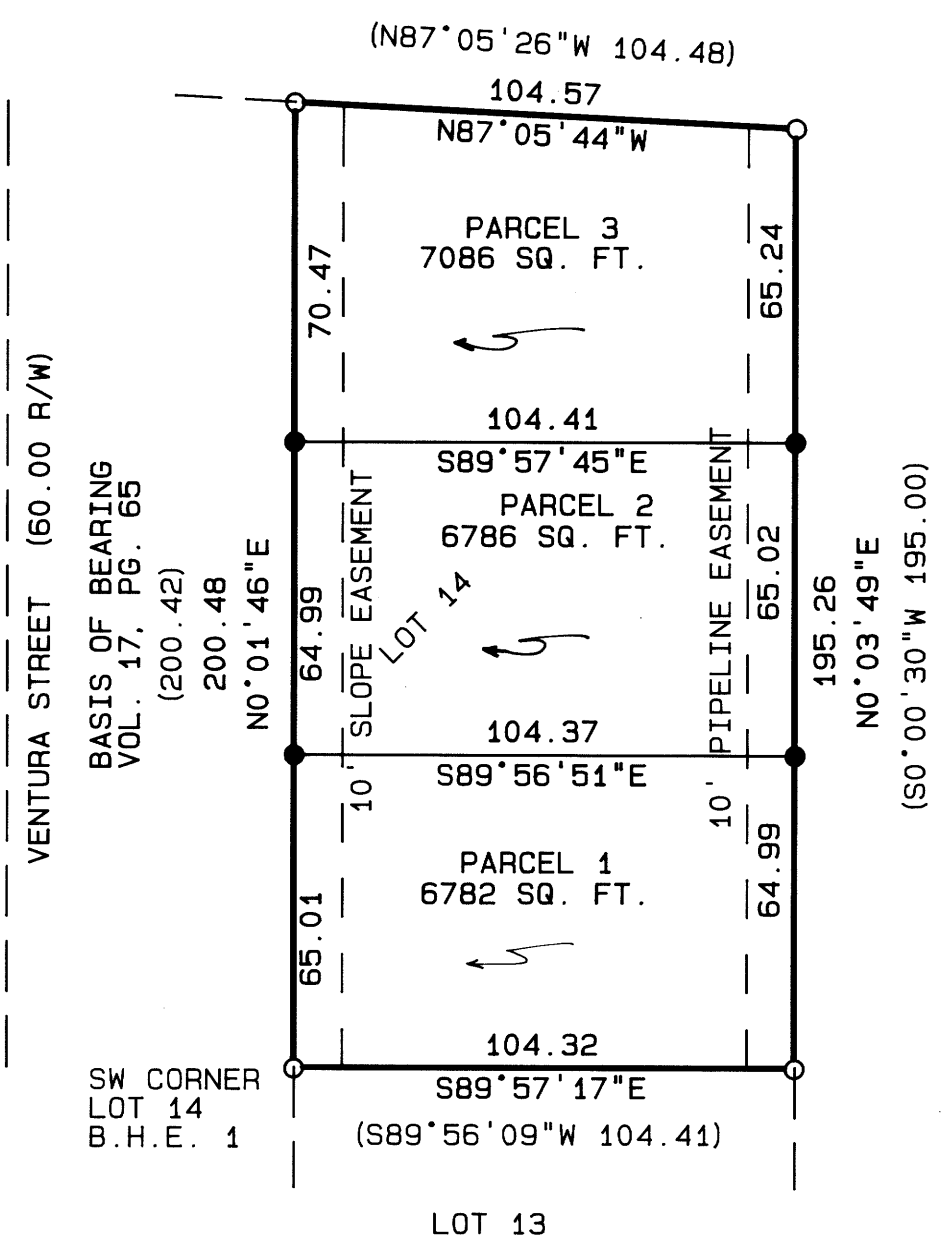 (N87°05'26"W 104.48)
104.57
N87°05'44"W
PARCEL 3
7086 SQ. FT.
70.47
65.24
104.41
S89°57'45"E
PARCEL 2
6786 SQ. FT.
LOT 14
64.99
65.02
10' SLOPE EASEMENT
10' PIPELINE EASEMENT
VENTURA STREET (60.00 R/W)
BASIS OF BEARING
VOL. 17, PG. 65
(200.42)
200.48
N0°01'46"E
195.26
N0°03'49"E
(S0°00'30"W 195.00)
104.37
S89°56'51"E
PARCEL 1
6782 SQ. FT.
65.01
64.99
104.32
S89°57'17"E
(S89°56'09"W 104.41)
SW CORNER
LOT 14
B.H.E. 1
LOT 13